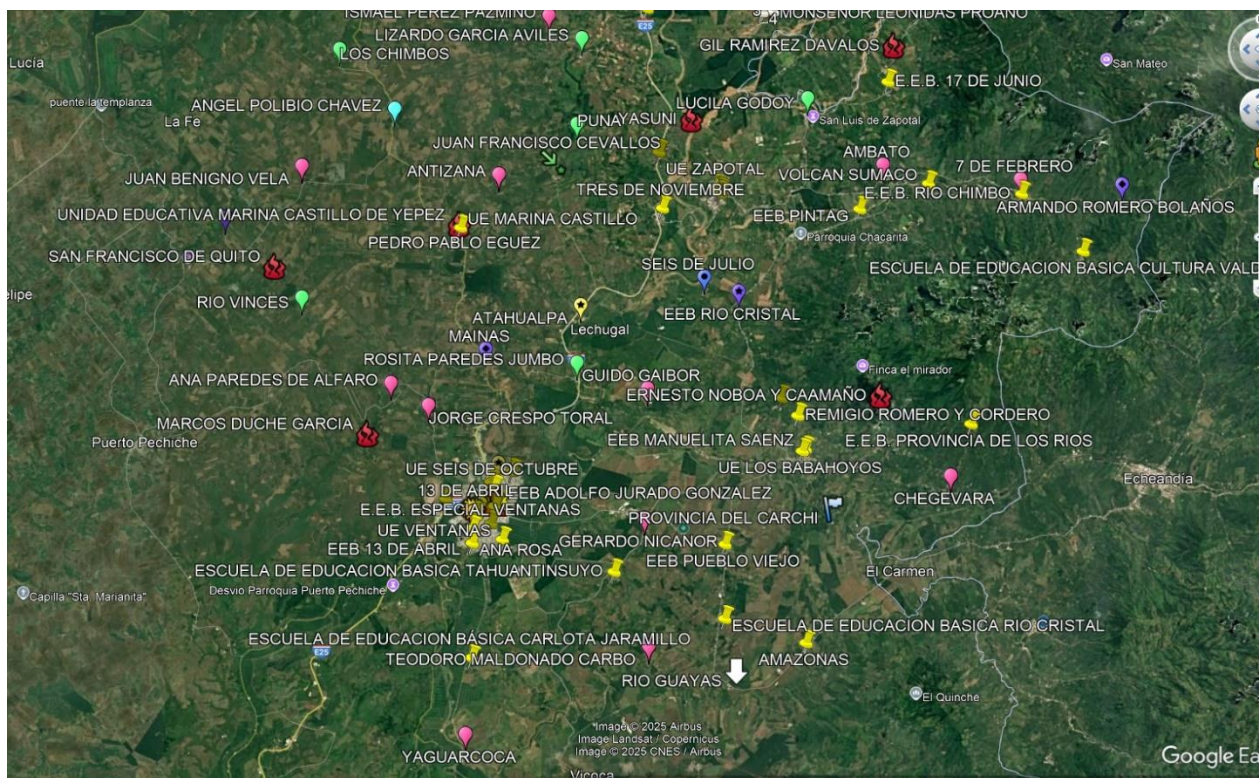 ISMAEL PEREZ PAZMIÑO
E25
MONSEÑOR LEONIDAS PROAÑO
LIZARDO GARCIA AVILES
LOS CHIMBOS
GIL RAMIREZ DAVALOS
Lucía
San Mateo
E.E.B. 17 DE JUNIO
puente la templanza
ANGEL POLIBIO CHAVEZ
LUCILA GODOY
La Fe
PUNA
YASUNI
San Luis de Zapotal
JUAN FRANCISCO CEVALLOS
AMBATO
UE ZAPOTAL
7 DE FEBRERO
JUAN BENIGNO VELA
ANTIZANA
VOLCAN SUMACO
TRES DE NOVIEMBRE
E.E.B. RIO CHIMBO
EEB PINTAG
ARMANDO ROMERO BOLAÑOS
UNIDAD EDUCATIVA MARINA CASTILLO DE YEPEZ
UE MARINA CASTILLO
Parroquia Chacarita
PEDRO PABLO EGUEZ
SAN FRANCISCO DE QUITO
SEIS DE JULIO
ESCUELA DE EDUCACION BASICA CULTURA VALD
elipe
RIO VINCES
EEB RIO CRISTAL
ATAHUALPA
Lechugal
MAINAS
ROSITA PAREDES JUMBO
Finca el mirador
ANA PAREDES DE ALFARO
GUIDO GAIBOR
ERNESTO NOBOA Y CAAMAÑO
JORGE CRESPO TORAL
REMIGIO ROMERO Y CORDERO
MARCOS DUCHE GARCIA
Puerto Pechiche
EEB MANUELITA SAENZ
E.E.B. PROVINCIA DE LOS RIOS
UE SEIS DE OCTUBRE
UE LOS BABAHOYOS
Echeandía
13 DE ABRIL
EEB ADOLFO JURADO GONZALEZ
CHEGEVARA
E.E.B. ESPECIAL VENTANAS
PROVINCIA DEL CARCHI
UE VENTANAS
GERARDO NICANOR
EEB 13 DE ABRIL
ANA ROSA
EEB PUEBLO VIEJO
ESCUELA DE EDUCACION BASICA TAHUANTINSUYO
El Carmen
Desvio Parroquia Puerto Pechiche
Capilla "Sta. Marianita"
ESCUELA DE EDUCACION BASICA RIO CRISTAL
ESCUELA DE EDUCACION BASICA CARLOTA JARAMILLO
E25
TEODORO MALDONADO CARBO
AMAZONAS
RIO GUAYAS
El Quinche
Image © 2025 Airbus
Image Landsat / Copernicus
Image © 2025 CNES / Airbus
YAGUARCOCA
Google Ea